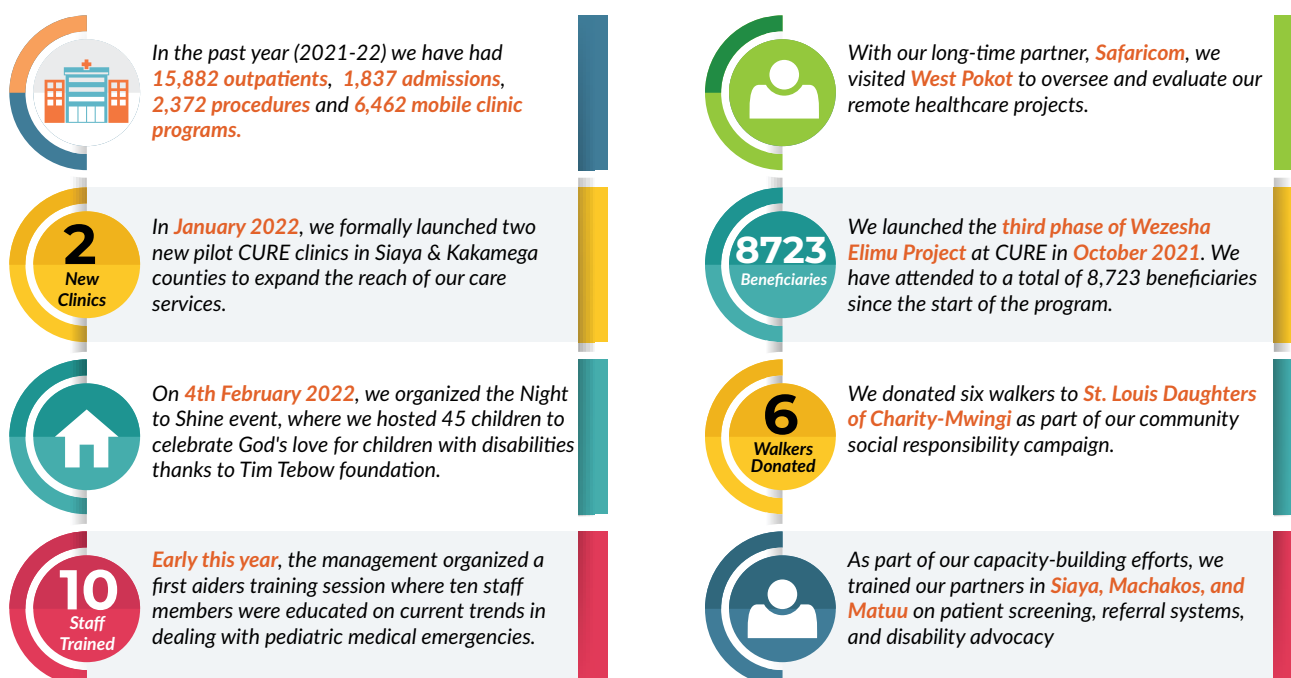 In the past year (2021-22) we have had
15,882 outpatients, 1,837 admissions,
2,372 procedures and 6,462 mobile clinic
programs.
2
New
Clinics
In January 2022, we formally launched two
new pilot CURE clinics in Siaya & Kakamega
counties to expand the reach of our care
services.
On 4th February 2022, we organized the Night
to Shine event, where we hosted 45 children to
celebrate God's love for children with disabilities
thanks to Tim Tebow foundation.
10
Staff
Trained
Early this year, the management organized a
first aiders training session where ten staff
members were educated on current trends in
dealing with pediatric medical emergencies.
With our long-time partner, Safaricom, we
visited West Pokot to oversee and evaluate our
remote healthcare projects.
8723
Beneficiaries
We launched the third phase of Wezesha
Elimu Project at CURE in October 2021. We
have attended to a total of 8,723 beneficiaries
since the start of the program.
6
Walkers
Donated
We donated six walkers to St. Louis Daughters
of Charity-Mwingi as part of our community
social responsibility campaign.
As part of our capacity-building efforts, we
trained our partners in Siaya, Machakos, and
Matuu on patient screening, referral systems,
and disability advocacy